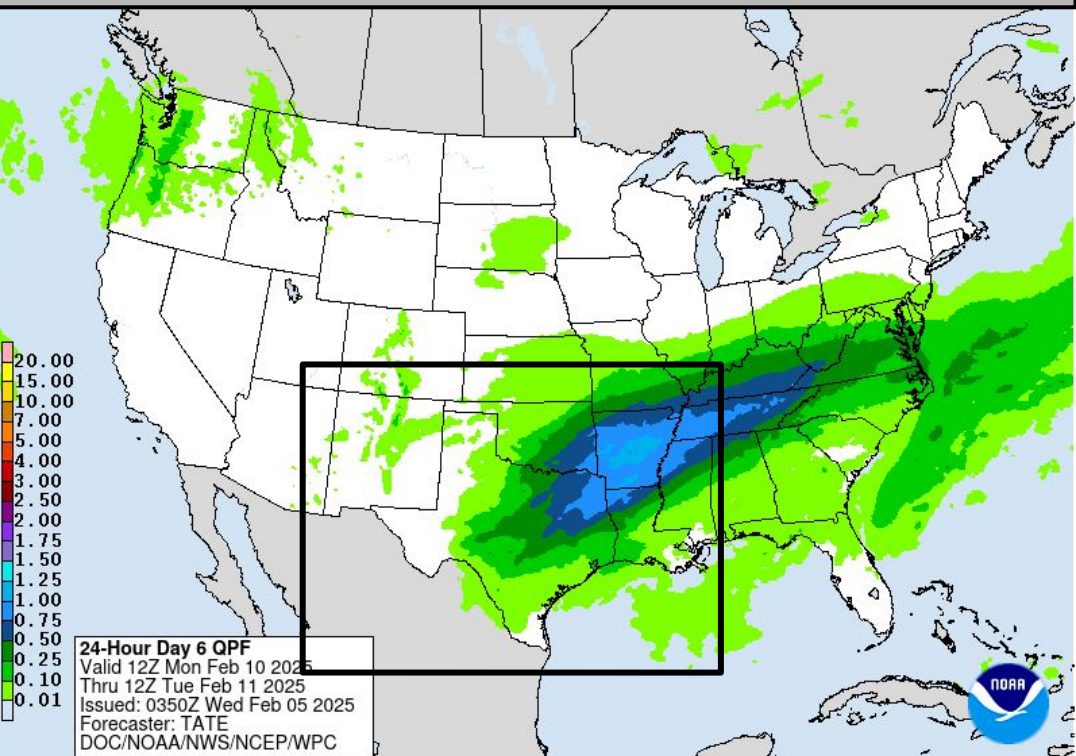 20.00
15.00
10.00
7.00
5.00
4.00
3.00
2.50
2.00
1.75
1.50
1.25
1.00
0.75
0.50
0.25
0.10
0.01
24-Hour Day 6 QPF
Valid 12Z Mon Feb 10 2025
Thru 12Z Tue Feb 11 2025
Issued: 0350Z Wed Feb 05 2025
Forecaster: TATE
DOC/NOAA/NWS/NCEP/WPC
NOAA